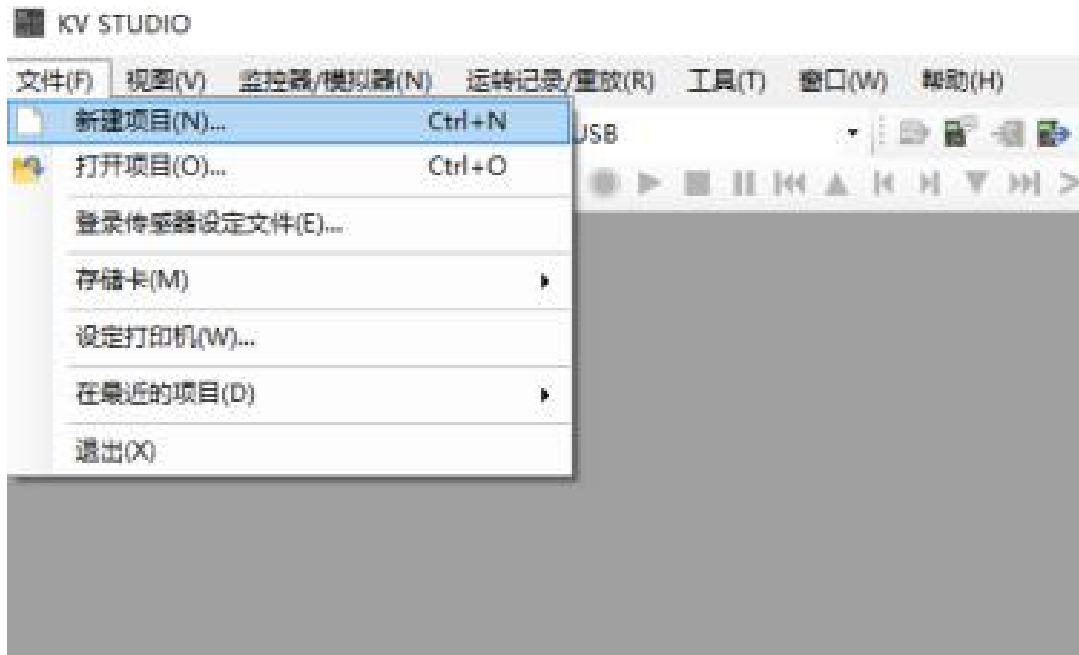 KV STUDIO
文件(F) 视图(V) 监控器/模拟器(N) 运转记录/重放(R) 工具(T) 窗口(W) 帮助(H)
新建项目(N)... Ctrl+N
USB
打开项目(O)... Ctrl+O
登录传感器设定文件(E)...
存储卡(M)
设定打印机(W)...
在最近的项目(D)
退出(X)